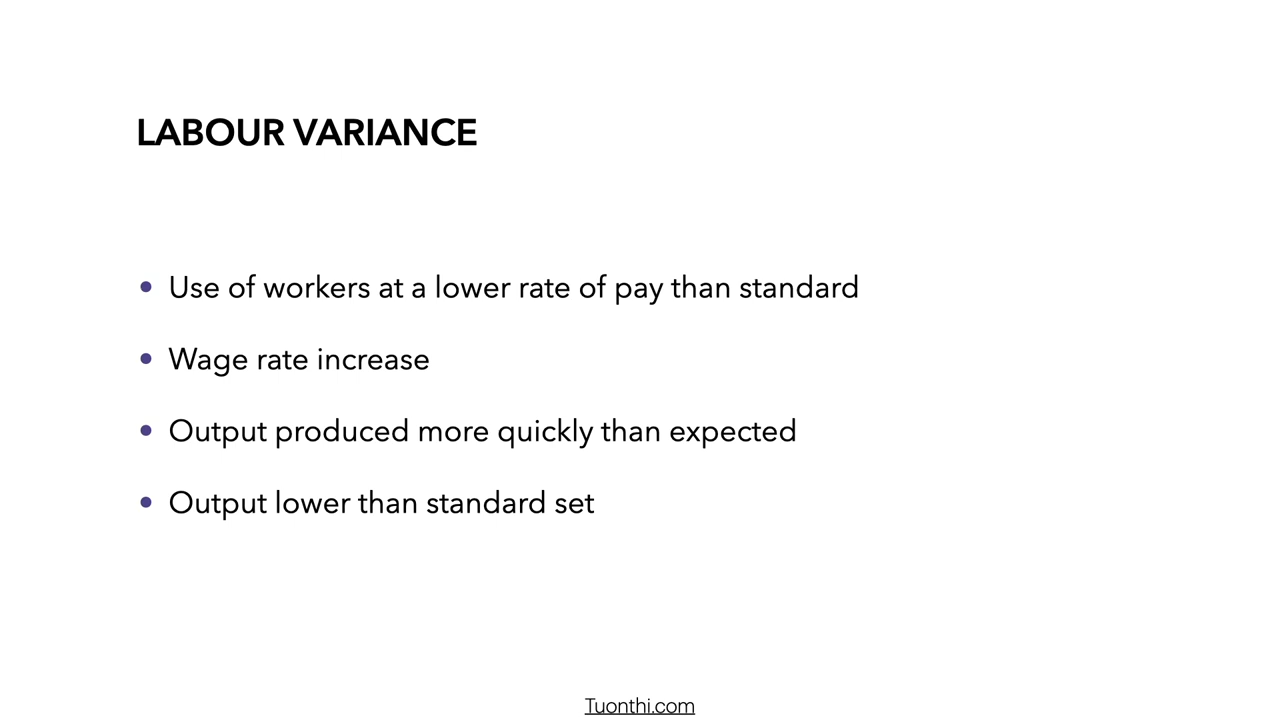 LABOUR VARIANCE
• Use of workers at a lower rate of pay than standard
• Wage rate increase
• Output produced more quickly than expected
• Output lower than standard set
Tuonthi.com